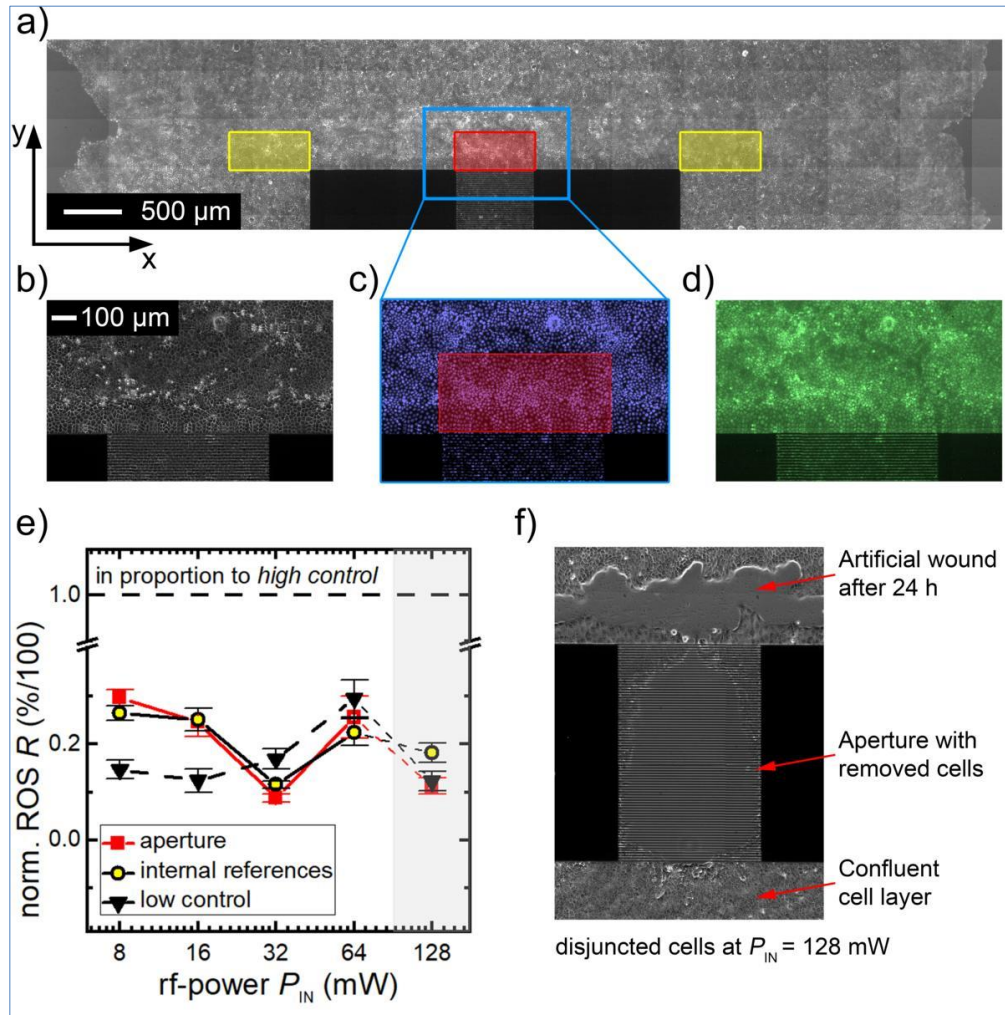 a)
y
500 µm
x
b)
100 µm
c)
d)
e)
in proportion to high control
1.0
0.2
0.0
norm. ROS R (%/100)
aperture
internal references
low control
8 16 32 64 128
rf-power P_IN (mW)
f)
Artificial wound
after 24 h
Aperture with
removed cells
Confluent
cell layer
disjuncted cells at P_IN = 128 mW